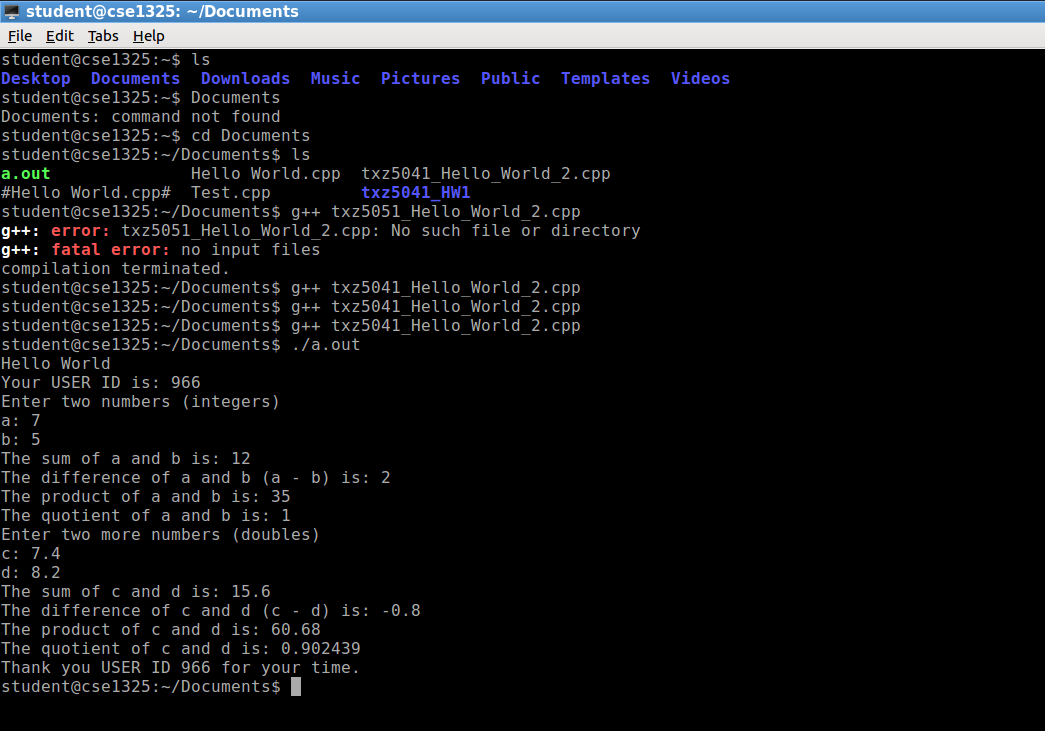 student@cse1325: ~/Documents
File Edit Tabs Help
student@cse1325:~$ ls
Desktop  Documents  Downloads  Music  Pictures  Public  Templates  Videos
student@cse1325:~$ Documents
Documents: command not found
student@cse1325:~$ cd Documents
student@cse1325:~/Documents$ ls
a.out              Hello World.cpp  txz5041_Hello_World_2.cpp
#Hello World.cpp#  Test.cpp         txz5041_HW1
student@cse1325:~/Documents$ g++ txz5051_Hello_World_2.cpp
g++: error: txz5051_Hello_World_2.cpp: No such file or directory
g++: fatal error: no input files
compilation terminated.
student@cse1325:~/Documents$ g++ txz5041_Hello_World_2.cpp
student@cse1325:~/Documents$ g++ txz5041_Hello_World_2.cpp
student@cse1325:~/Documents$ g++ txz5041_Hello_World_2.cpp
student@cse1325:~/Documents$ ./a.out
Hello World
Your USER ID is: 966
Enter two numbers (integers)
a: 7
b: 5
The sum of a and b is: 12
The difference of a and b (a - b) is: 2
The product of a and b is: 35
The quotient of a and b is: 1
Enter two more numbers (doubles)
c: 7.4
d: 8.2
The sum of c and d is: 15.6
The difference of c and d (c - d) is: -0.8
The product of c and d is: 60.68
The quotient of c and d is: 0.902439
Thank you USER ID 966 for your time.
student@cse1325:~/Documents$